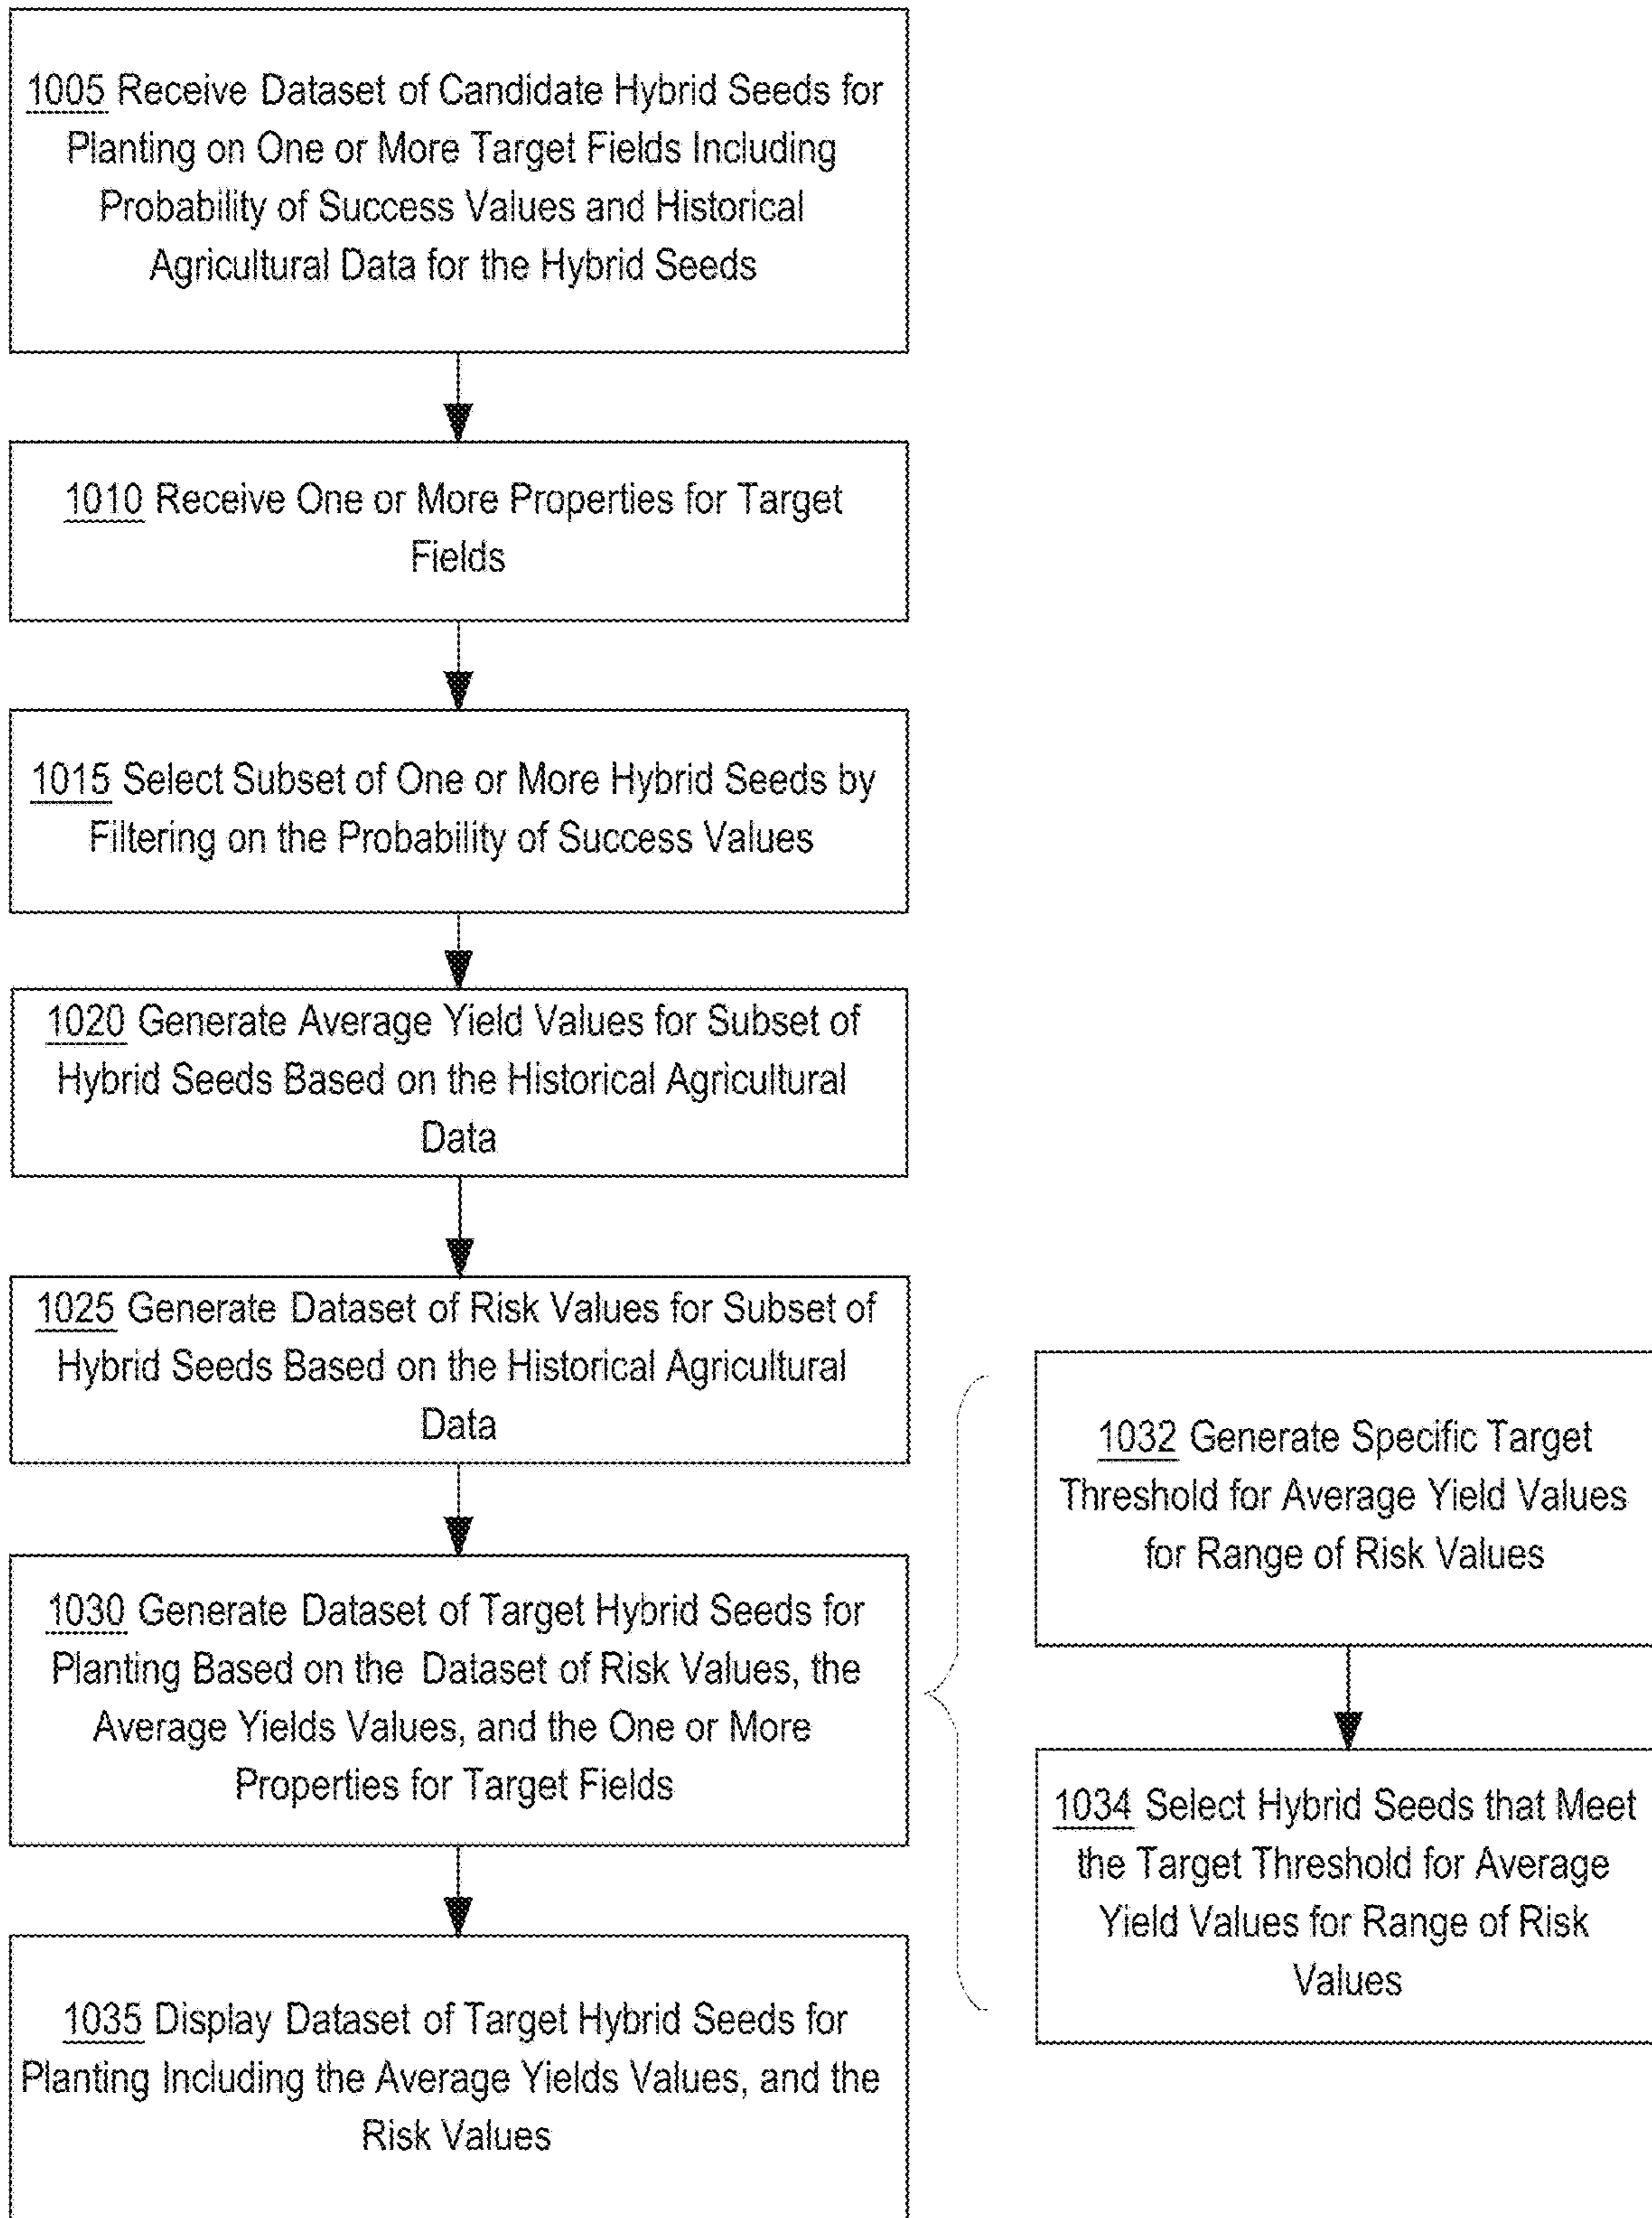 1005 Receive Dataset of Candidate Hybrid Seeds for
Planting on One or More Target Fields Including
Probability of Success Values and Historical
Agricultural Data for the Hybrid Seeds
1010 Receive One or More Properties for Target
Fields
1015 Select Subset of One or More Hybrid Seeds by
Filtering on the Probability of Success Values
1020 Generate Average Yield Values for Subset of
Hybrid Seeds Based on the Historical Agricultural
Data
1025 Generate Dataset of Risk Values for Subset of
Hybrid Seeds Based on the Historical Agricultural
Data
1030 Generate Dataset of Target Hybrid Seeds for
Planting Based on the Dataset of Risk Values, the
Average Yields Values, and the One or More
Properties for Target Fields
1032 Generate Specific Target
Threshold for Average Yield Values
for Range of Risk Values
1034 Select Hybrid Seeds that Meet
the Target Threshold for Average
Yield Values for Range of Risk
Values
1035 Display Dataset of Target Hybrid Seeds for
Planting Including the Average Yields Values, and the
Risk Values